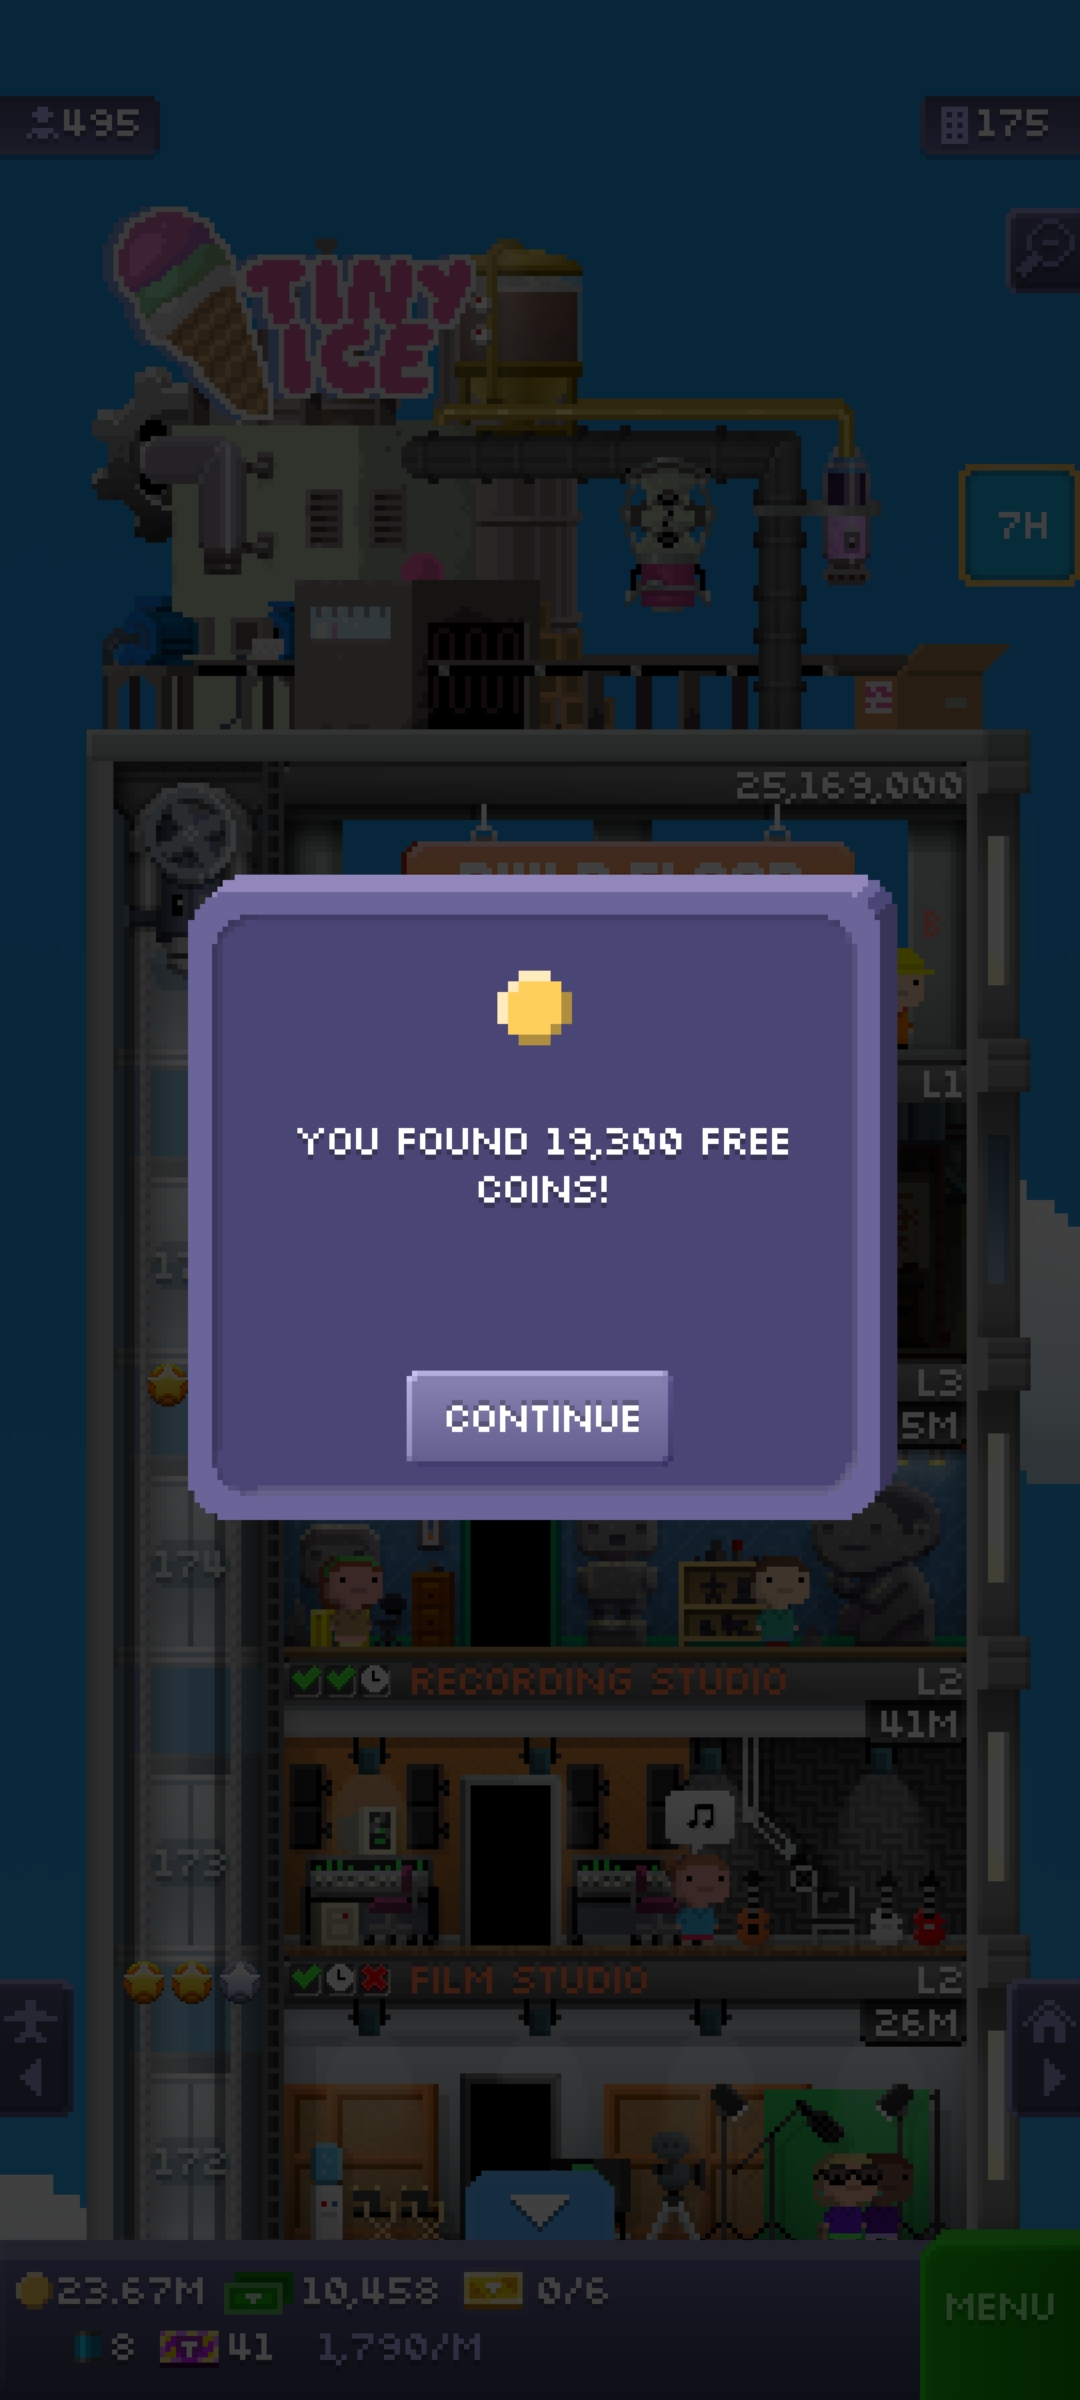 495
175
TINY
ICE
7H
25,169,000
L1
YOU FOUND 19,300 FREE
COINS!
L3
5M
CONTINUE
174
RECORDING STUDIO
L2
41M
173
FILM STUDIO
L2
26M
172
23.67M
10,458
0/6
MENU
8
41
1,790/M